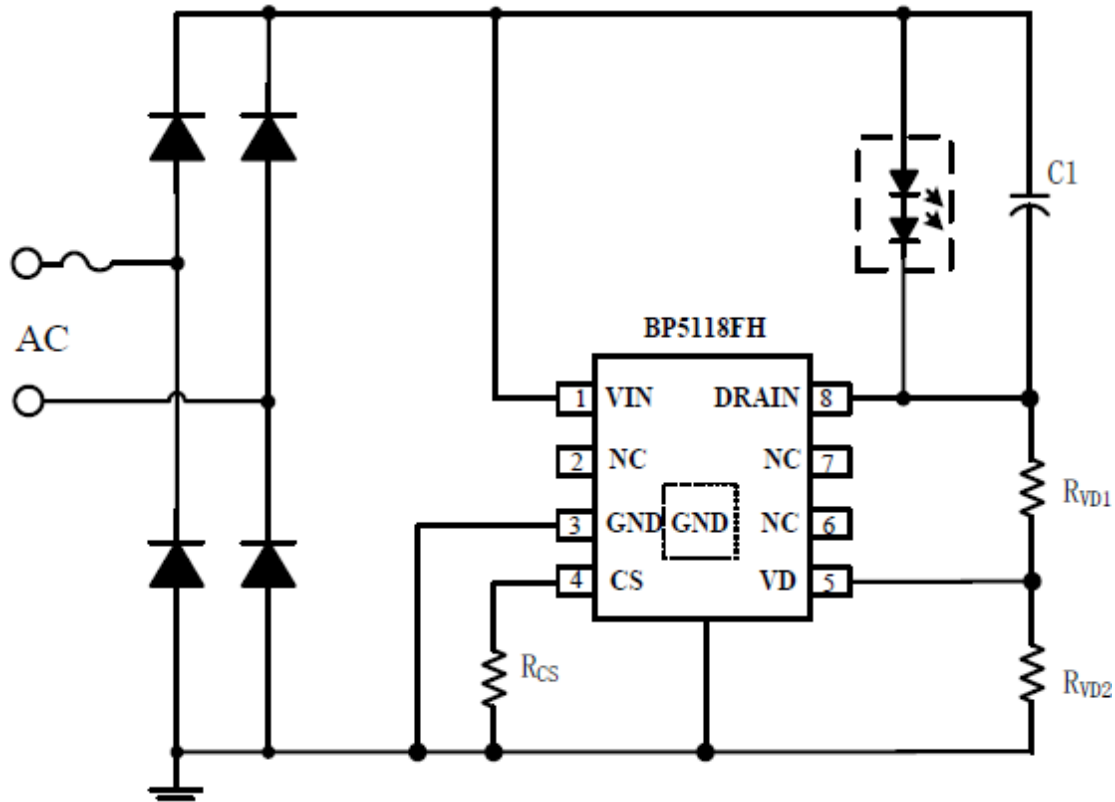 C1
AC
BP5118FH
1 VIN DRAIN 8
2 NC NC 7
3 GND GND NC 6
4 CS VD 5
RVD1
RCS
RVD2